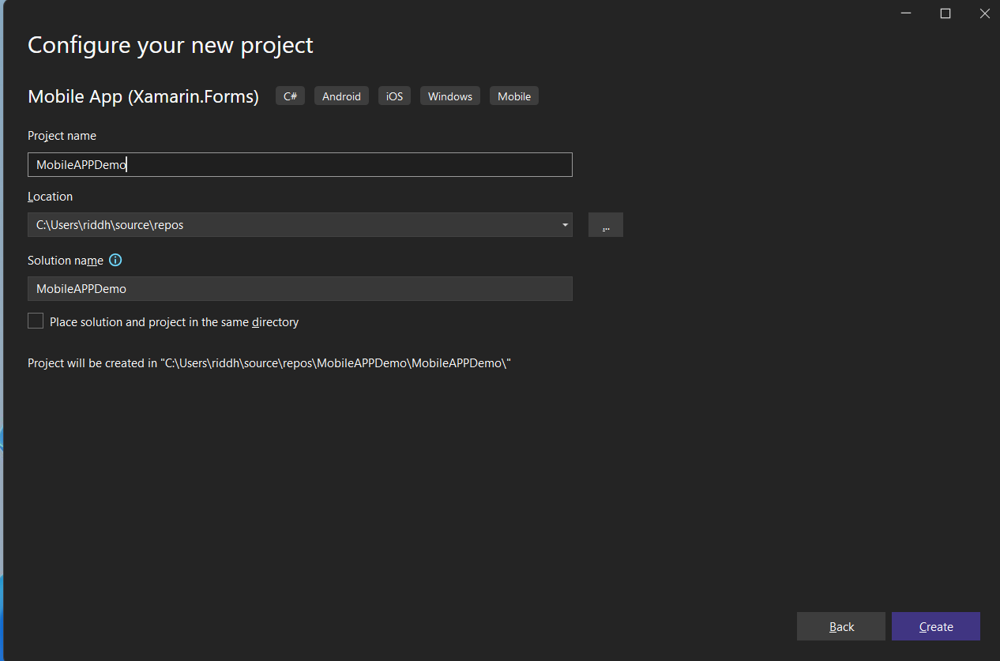 Configure your new project
Mobile App (Xamarin.Forms) C# Android iOS Windows Mobile
Project name
MobileAPPDemo
Location
C:\Users\riddh\source\repos
...
Solution name
MobileAPPDemo
Place solution and project in the same directory
Project will be created in "C:\Users\riddh\source\repos\MobileAPPDemo\MobileAPPDemo\"
Back Create